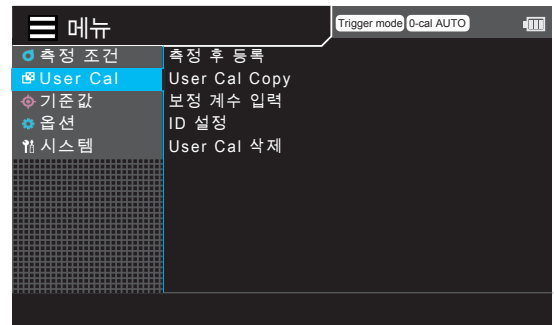 메뉴
Trigger mode 0-cal AUTO
측정 조건
User Cal
기준값
옵션
시스템
측정 후 등록
User Cal Copy
보정 계수 입력
ID 설정
User Cal 삭제